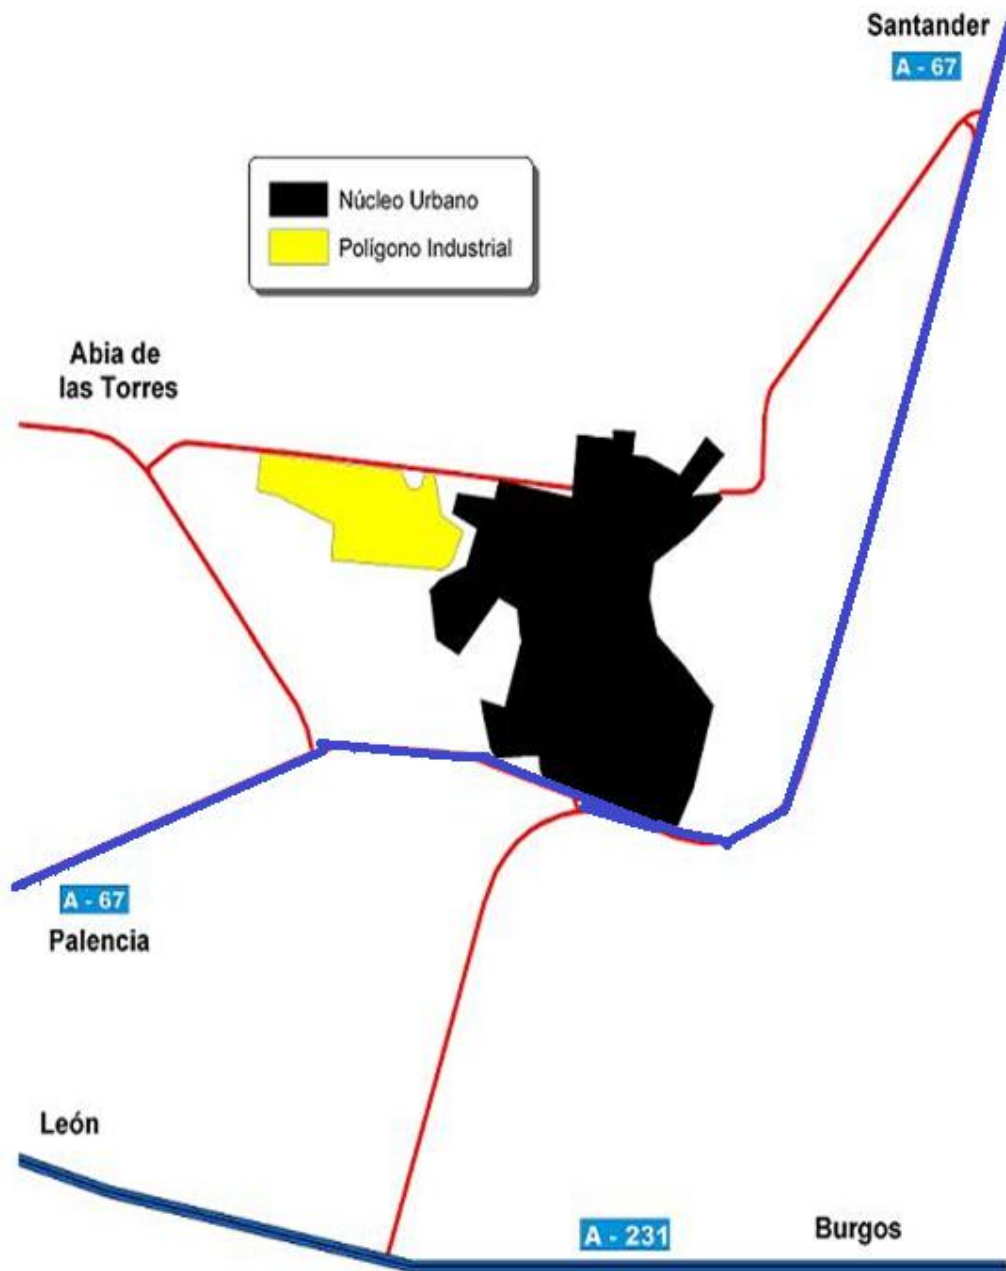 Santander
A - 67
Núcleo Urbano
Polígono Industrial
Abia de
las Torres
A - 67
Palencia
León
A - 231
Burgos